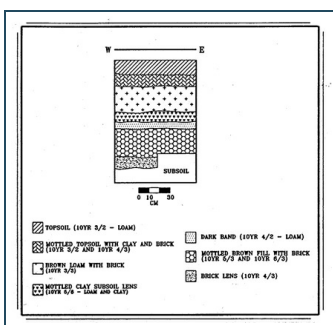 W E
SUBSOIL
0 10 30
CM
TOPSOIL (10YR 3/2 - LOAM)
MOTTLED TOPSOIL WITH CLAY AND BRICK
(10YR 3/2 AND 10YR 4/3)
BROWN LOAM WITH BRICK
(10YR 3/3)
MOTTLED CLAY SUBSOIL LENS
(10YR 5/8 - LOAM AND CLAY)
DARK BAND (10YR 4/2 - LOAM)
MOTTLED BROWN FILL WITH BRICK
(10YR 5/3 AND 10YR 6/3)
BRICK LENS (10YR 4/3)